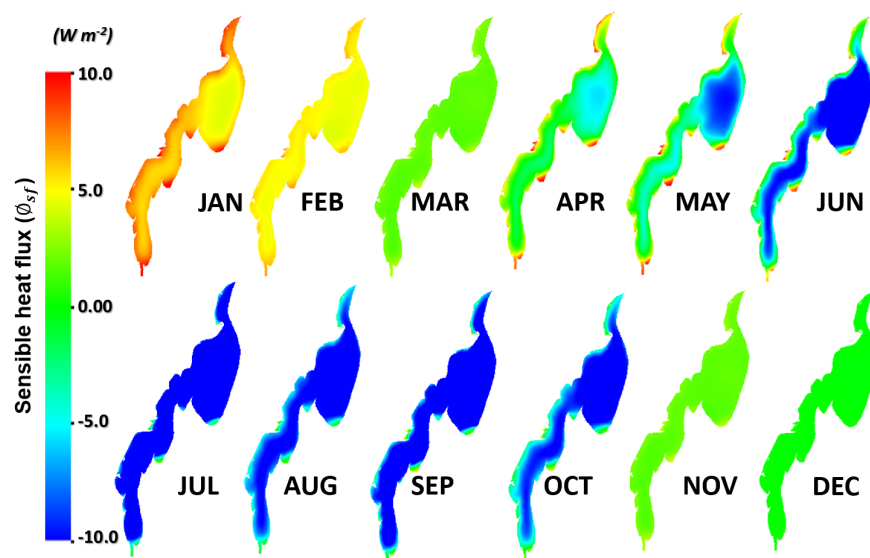 (W m⁻²)
Sensible heat flux (∅sf)
10.0
5.0
0.00
-5.0
-10.0
JAN FEB MAR APR MAY JUN
JUL AUG SEP OCT NOV DEC